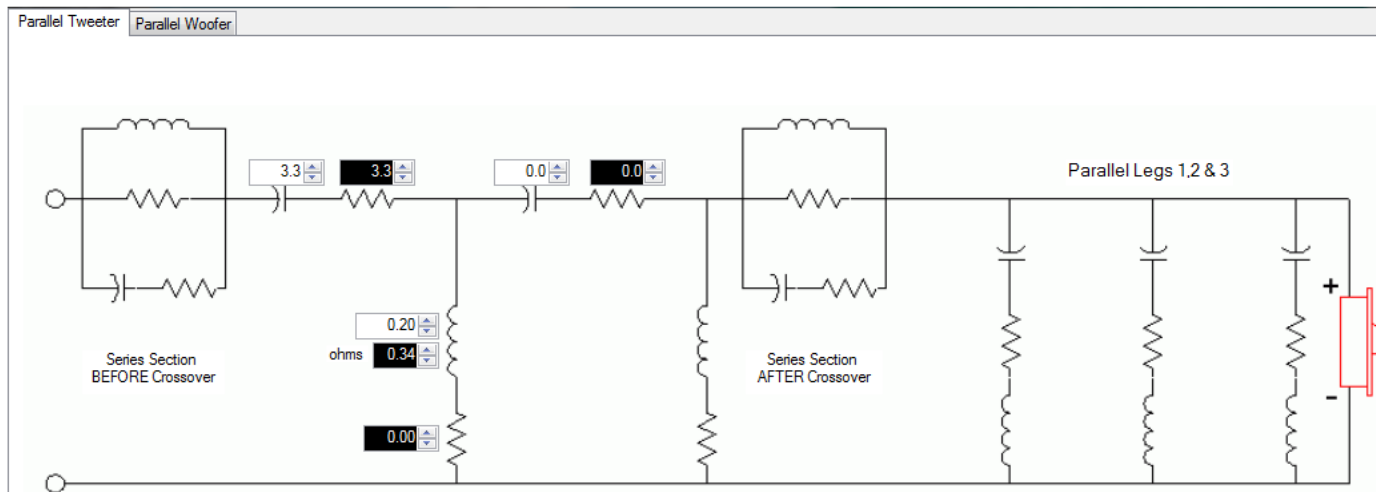 Parallel Tweeter
Parallel Woofer
3.3
3.3
0.0
0.0
Parallel Legs 1,2 & 3
+
0.20
ohms
0.34
Series Section
BEFORE Crossover
Series Section
AFTER Crossover
-
0.00